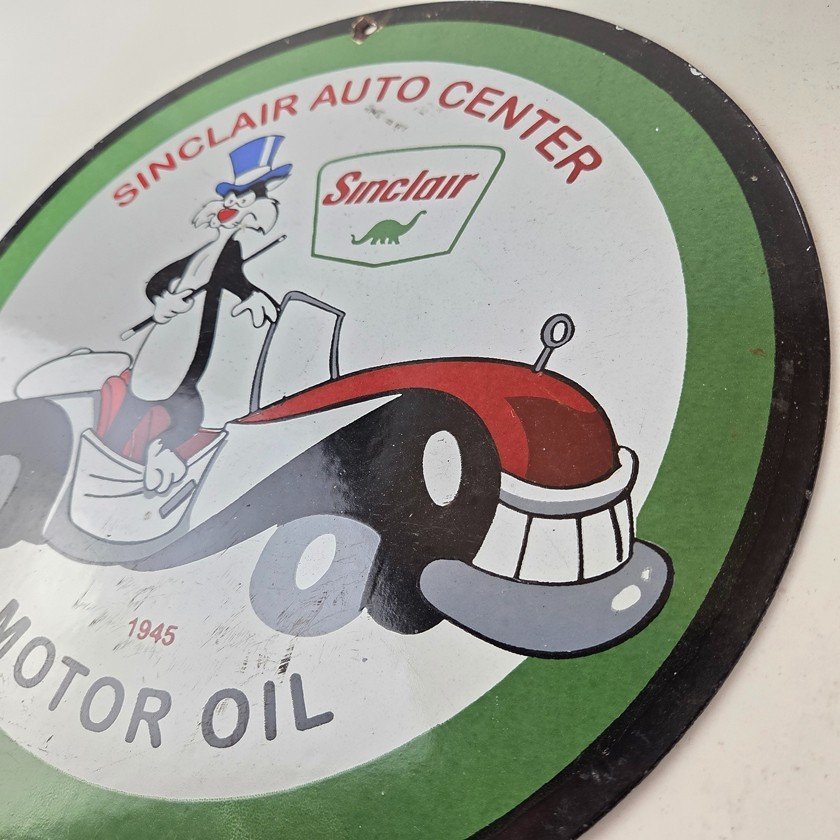 SINCLAIR AUTO CENTER
Sinclair
1945
MOTOR OIL